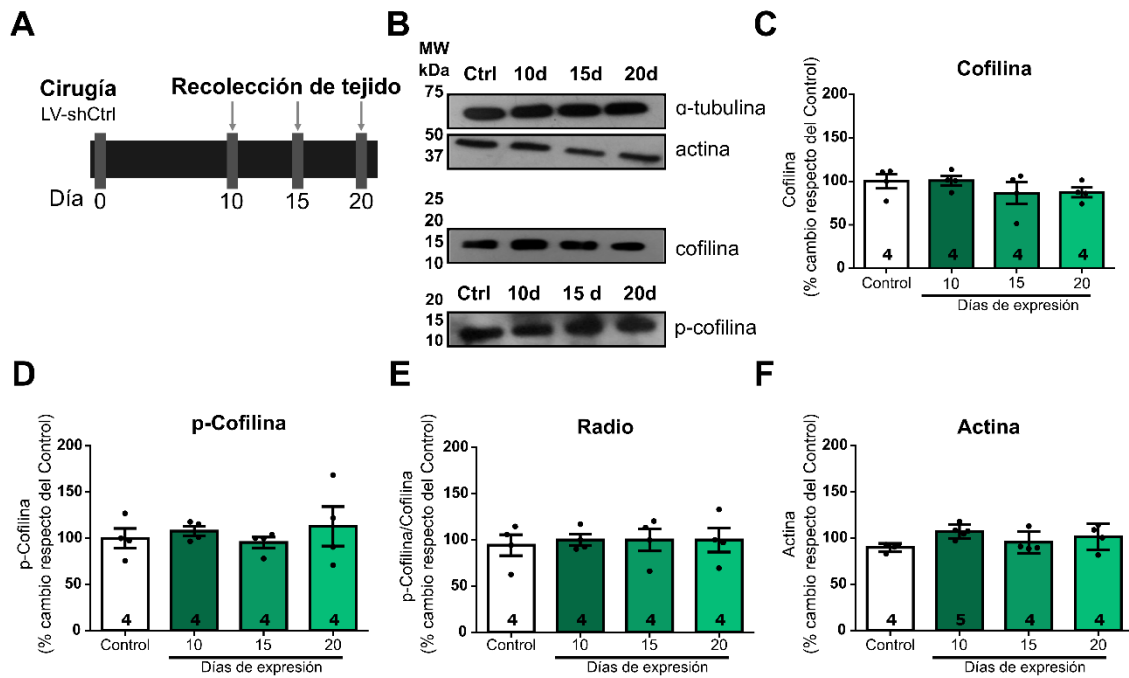 A
Cirugía
LV-shCtrl
Recolección de tejido
Día
0
10
15
20
B
MW
kDa
Ctrl 10d 15d 20d
75
α-tubulina
50
37
actina
25
20
15
10
cofilina
Ctrl 10d 15 d 20d
20
15
10
p-cofilina
C
Cofilina
Cofilina
(% cambio respecto del Control)
200
150
100
50
0
4 4 4 4
Control 10 15 20
Días de expresión
D
p-Cofilina
p-Cofilina
(% cambio respecto del Control)
200
150
100
50
0
4 4 4 4
Control 10 15 20
Días de expresión
E
Radio
p-Cofilina/Cofilina
(% cambio respecto del Control)
200
150
100
50
0
4 4 4 4
Control 10 15 20
Días de expresión
F
Actina
Actina
(% cambio respecto del Control)
200
150
100
50
0
4 5 4 4
Control 10 15 20
Días de expresión